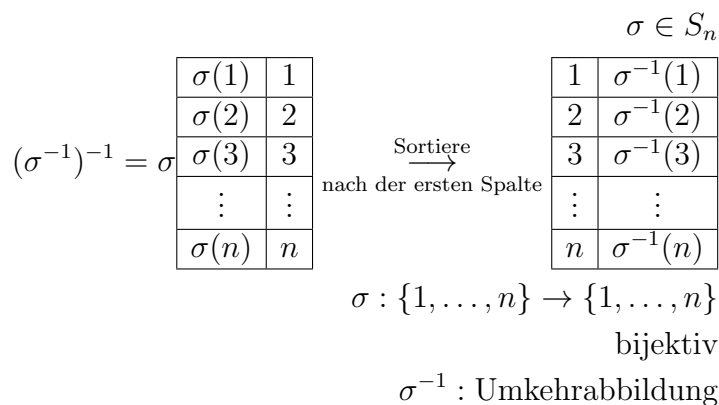 σ ∈ Sₙ
σ(1) 1 1 σ⁻¹(1)
σ(2) 2 2 σ⁻¹(2)
(σ⁻¹)⁻¹ = σ σ(3) 3 Sortiere ⟶ nach der ersten Spalte 3 σ⁻¹(3)
⋮ ⋮ ⋮ ⋮
σ(n) n n σ⁻¹(n)
σ : {1, . . . , n} → {1, . . . , n}
bijektiv
σ⁻¹ : Umkehrabbildung